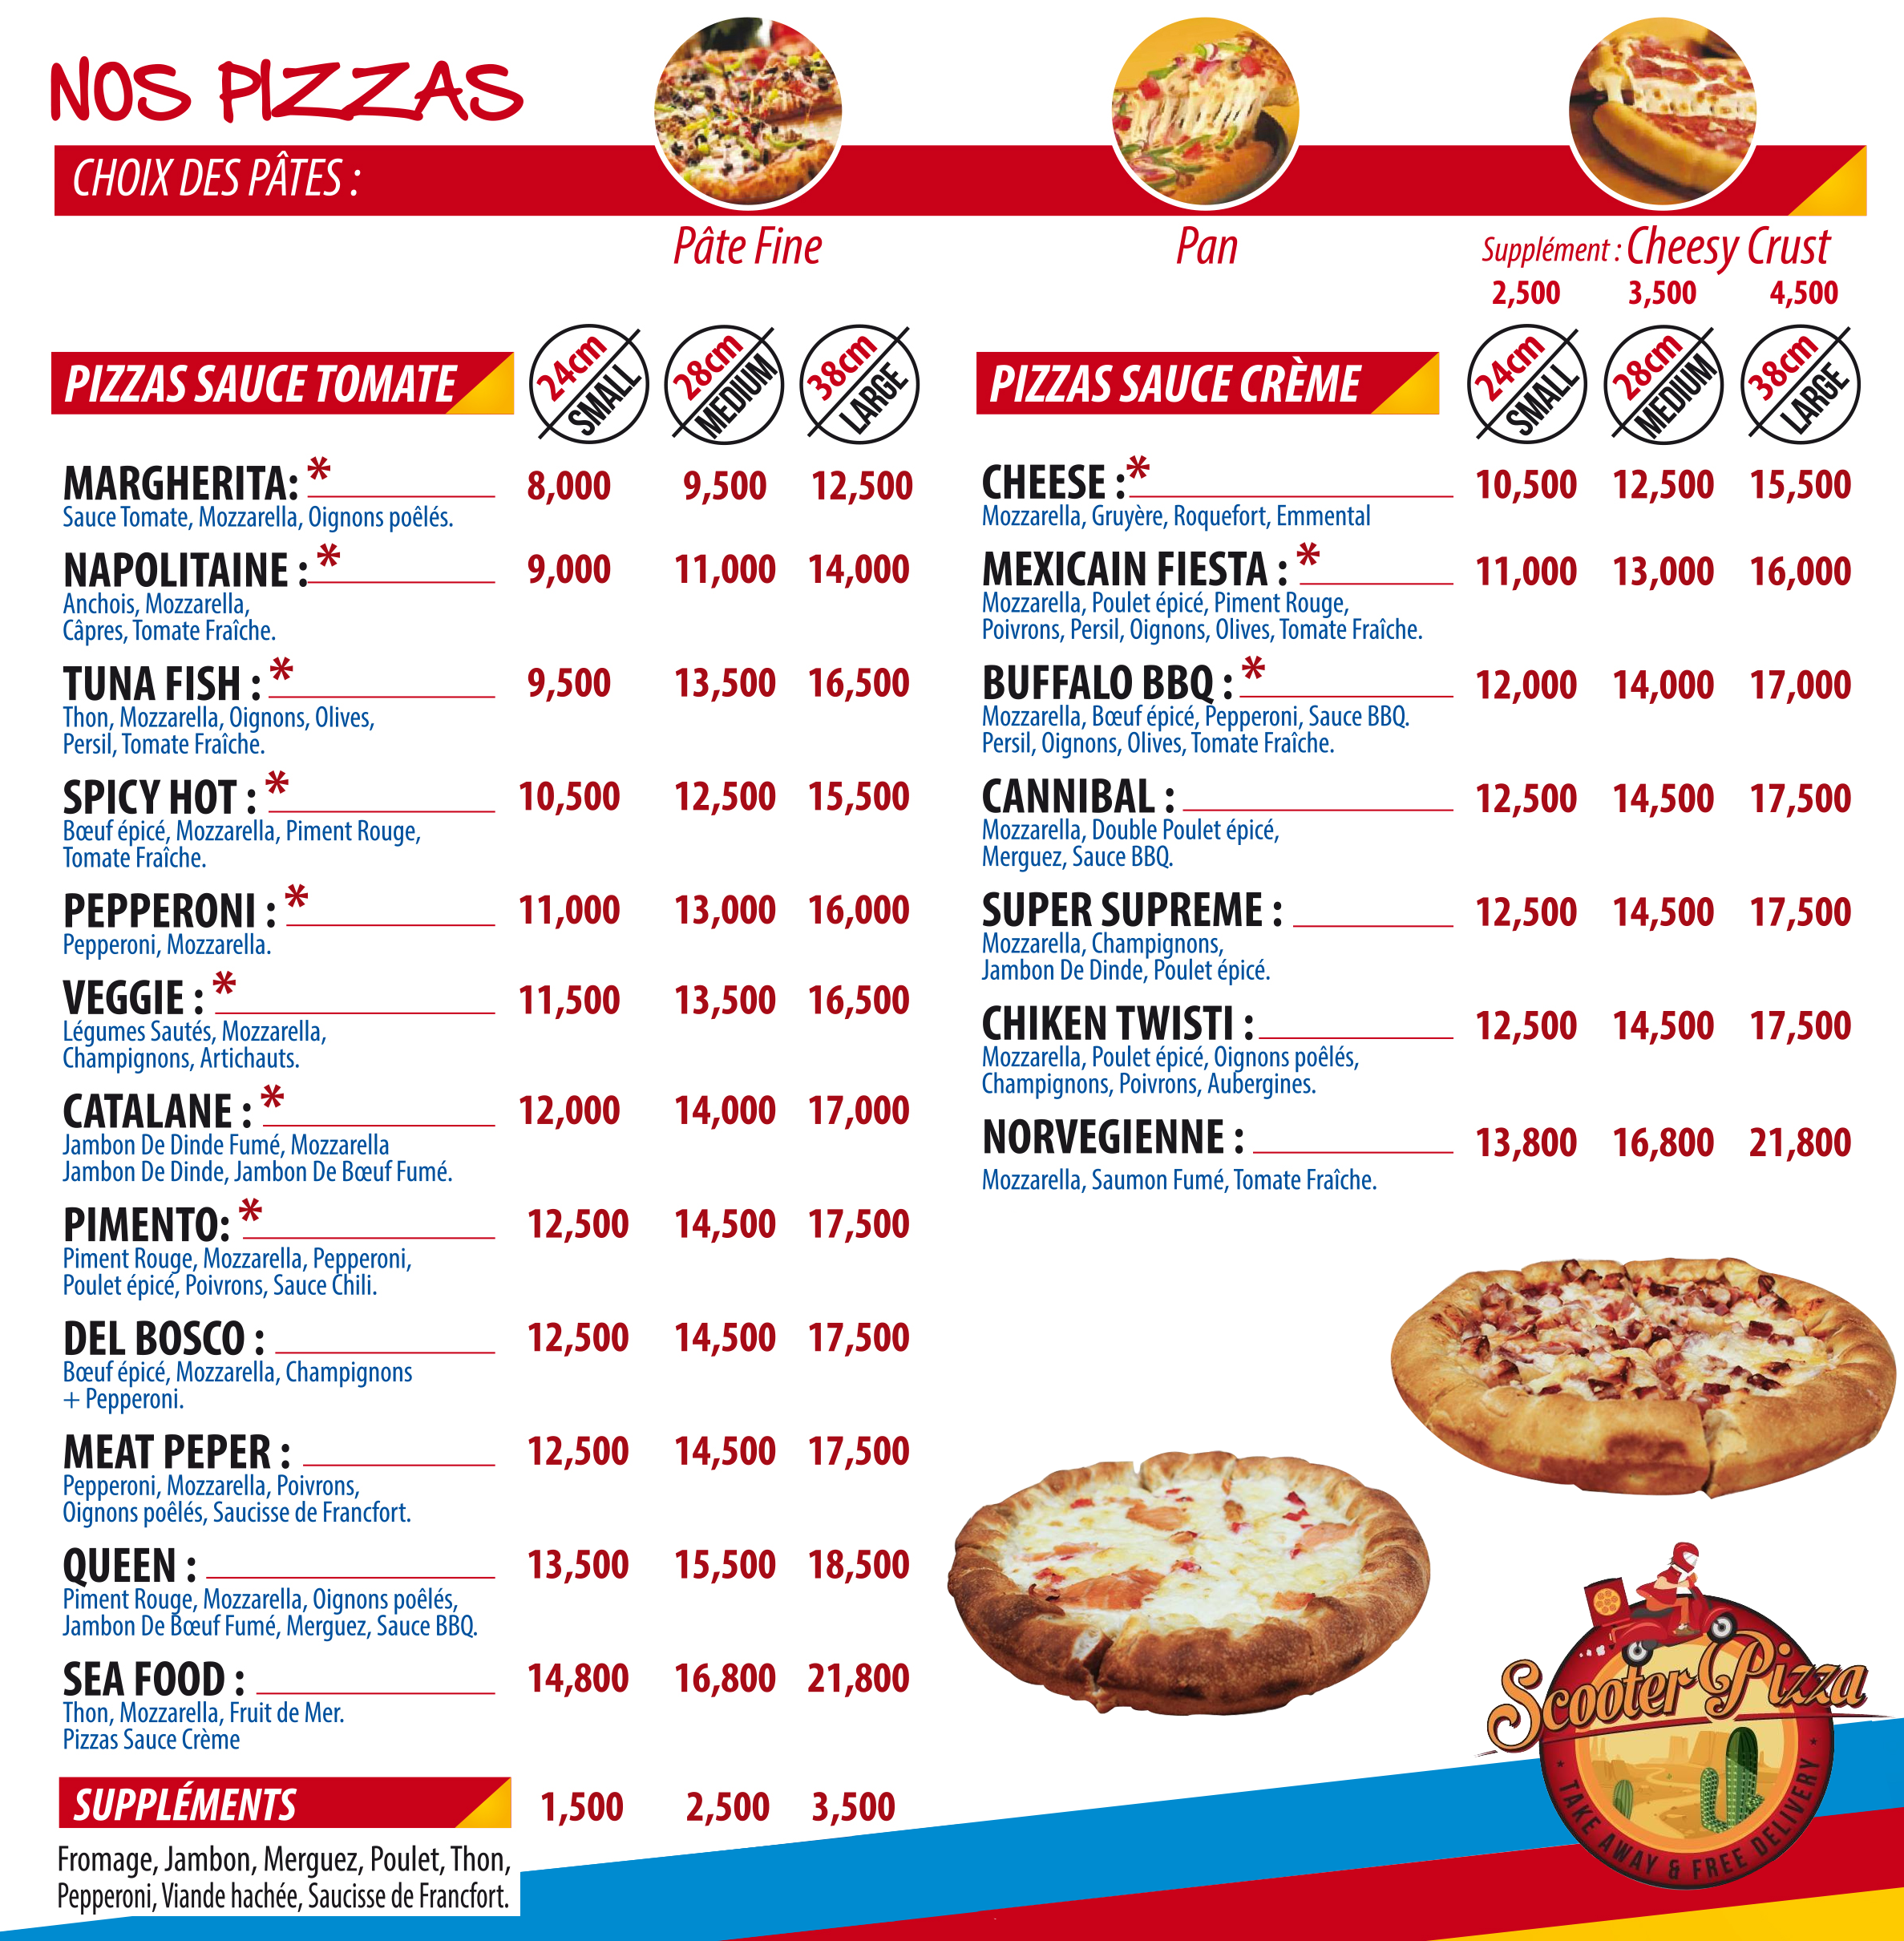 NOS PIZZAS
CHOIX DES PÂTES :
Pâte Fine
Pan
Supplément : Cheesy Crust
2,500 3,500 4,500
PIZZAS SAUCE TOMATE
24cm SMALL
28cm MEDIUM
38cm LARGE
MARGHERITA: * 8,000 9,500 12,500
Sauce Tomate, Mozzarella, Oignons poêlés.
NAPOLITAINE : * 9,000 11,000 14,000
Anchois, Mozzarella,
Câpres, Tomate Fraîche.
TUNA FISH : * 9,500 13,500 16,500
Thon, Mozzarella, Oignons, Olives,
Persil, Tomate Fraîche.
SPICY HOT : * 10,500 12,500 15,500
Bœuf épicé, Mozzarella, Piment Rouge,
Tomate Fraîche.
PEPPERONI : * 11,000 13,000 16,000
Pepperoni, Mozzarella.
VEGGIE : * 11,500 13,500 16,500
Légumes Sautés, Mozzarella,
Champignons, Artichauts.
CATALANE : * 12,000 14,000 17,000
Jambon De Dinde Fumé, Mozzarella
Jambon De Dinde, Jambon De Bœuf Fumé.
PIMENTO: * 12,500 14,500 17,500
Piment Rouge, Mozzarella, Pepperoni,
Poulet épicé, Poivrons, Sauce Chili.
DEL BOSCO : 12,500 14,500 17,500
Bœuf épicé, Mozzarella, Champignons
+ Pepperoni.
MEAT PEPER : 12,500 14,500 17,500
Pepperoni, Mozzarella, Poivrons,
Oignons poêlés, Saucisse de Francfort.
QUEEN : 13,500 15,500 18,500
Piment Rouge, Mozzarella, Oignons poêlés,
Jambon De Bœuf Fumé, Merguez, Sauce BBQ.
SEA FOOD : 14,800 16,800 21,800
Thon, Mozzarella, Fruit de Mer.
Pizzas Sauce Crème
SUPPLÉMENTS 1,500 2,500 3,500
Fromage, Jambon, Merguez, Poulet, Thon,
Pepperoni, Viande hachée, Saucisse de Francfort.
PIZZAS SAUCE CRÈME
24cm SMALL
28cm MEDIUM
38cm LARGE
CHEESE :* 10,500 12,500 15,500
Mozzarella, Gruyère, Roquefort, Emmental
MEXICAIN FIESTA : * 11,000 13,000 16,000
Mozzarella, Poulet épicé, Piment Rouge,
Poivrons, Persil, Oignons, Olives, Tomate Fraîche.
BUFFALO BBQ : * 12,000 14,000 17,000
Mozzarella, Bœuf épicé, Pepperoni, Sauce BBQ.
Persil, Oignons, Olives, Tomate Fraîche.
CANNIBAL : 12,500 14,500 17,500
Mozzarella, Double Poulet épicé,
Merguez, Sauce BBQ.
SUPER SUPREME : 12,500 14,500 17,500
Mozzarella, Champignons,
Jambon De Dinde, Poulet épicé.
CHIKEN TWISTI : 12,500 14,500 17,500
Mozzarella, Poulet épicé, Oignons poêlés,
Champignons, Poivrons, Aubergines.
NORVEGIENNE : 13,800 16,800 21,800
Mozzarella, Saumon Fumé, Tomate Fraîche.
Scooter Pizza
TAKE AWAY & FREE DELIVERY